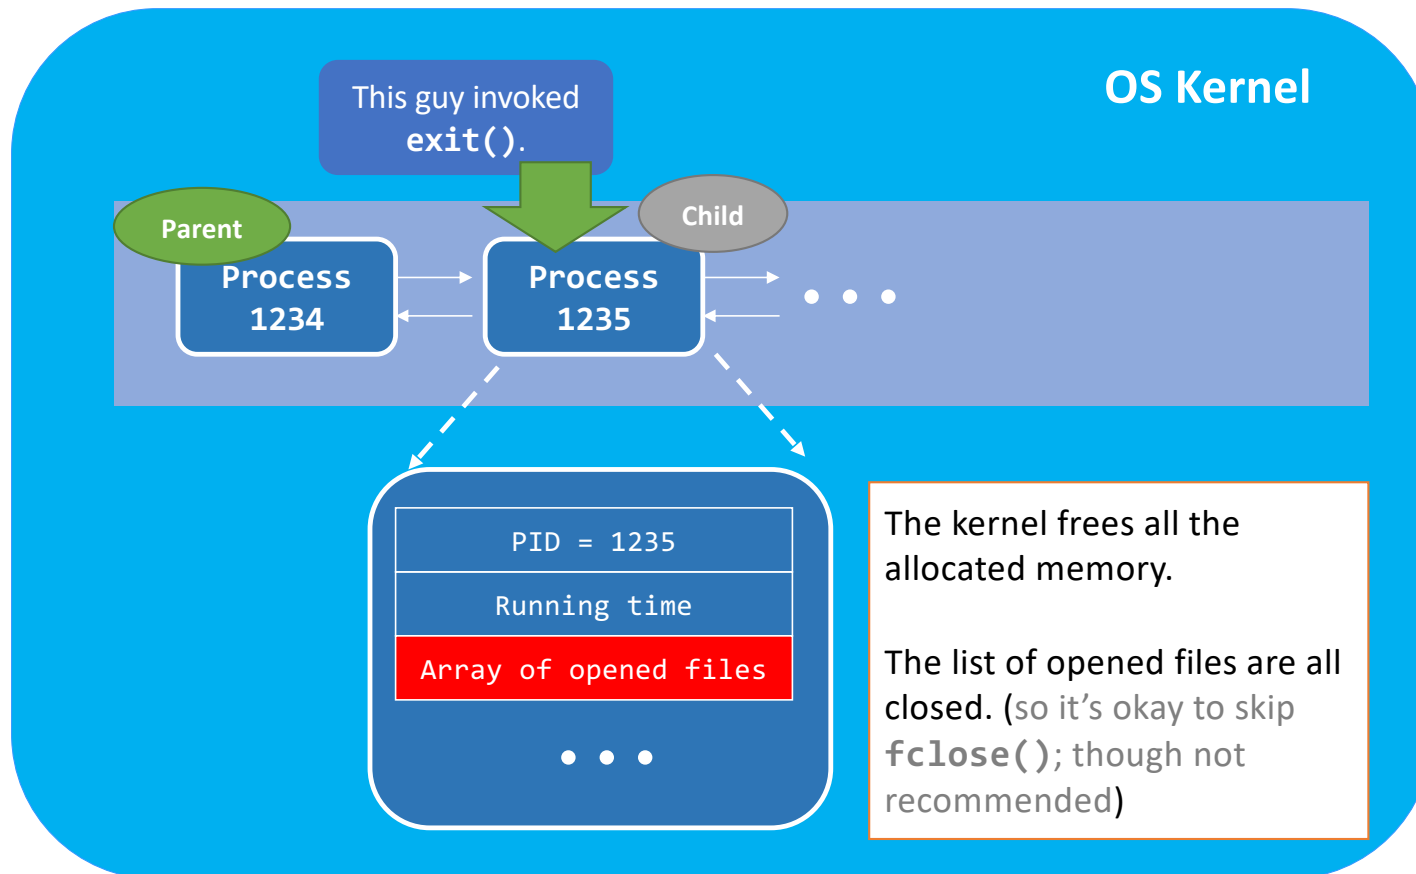 OS Kernel
This guy invoked
exit().
Parent
Child
Process
1234
Process
1235
• • •
PID = 1235
Running time
Array of opened files
• • •
The kernel frees all the
allocated memory.
The list of opened files are all
closed. (so it’s okay to skip
fclose(); though not
recommended)